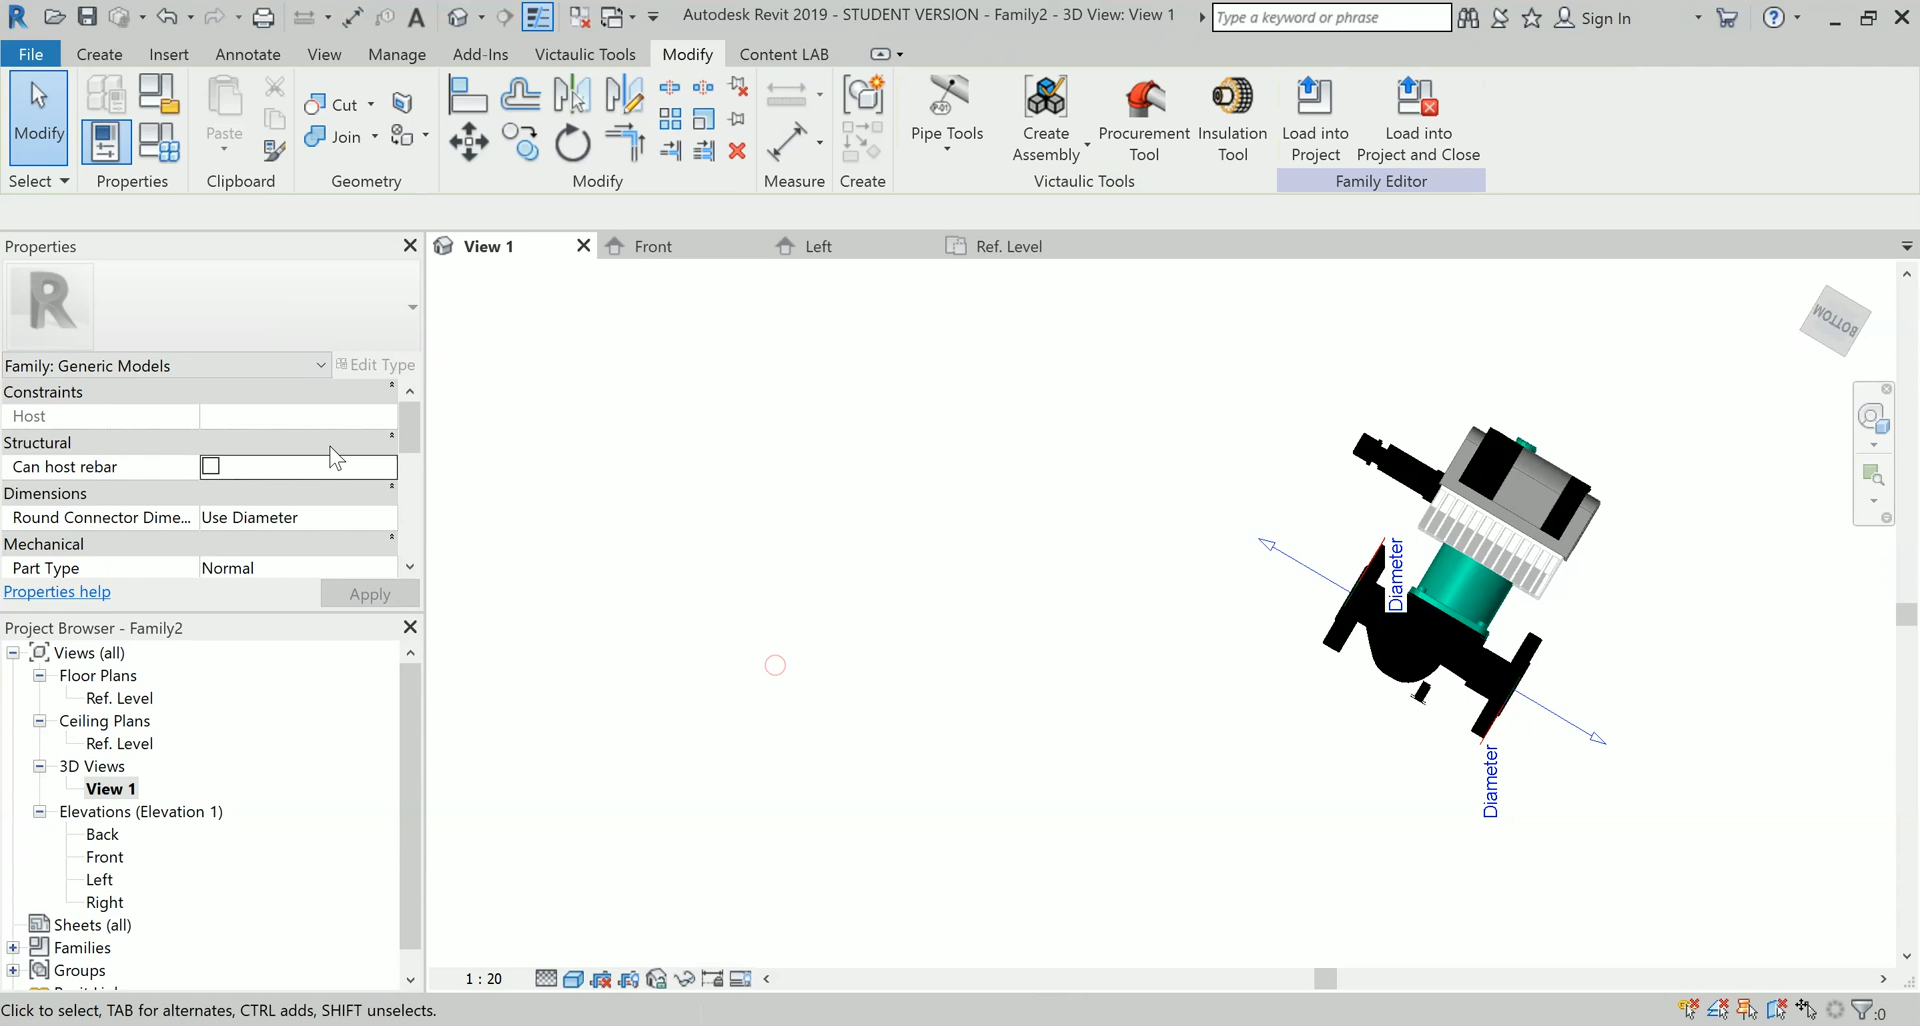 Autodesk Revit 2019 - STUDENT VERSION - Family2 - 3D View: View 1
Type a keyword or phrase
Sign In
File Create Insert Annotate View Manage Add-Ins Victaulic Tools Modify Content LAB
Modify
Paste
Cut
Join
Pipe Tools
Create Assembly
Procurement Tool
Insulation Tool
Load into Project
Load into Project and Close
Select Properties Clipboard Geometry Modify Measure Create Victaulic Tools Family Editor
Properties
View 1
Front
Left
Ref. Level
Family: Generic Models
Edit Type
Constraints
Host
Structural
Can host rebar
Dimensions
Round Connector Dime... Use Diameter
Mechanical
Part Type Normal
Properties help
Apply
Project Browser - Family2
Views (all)
Floor Plans
Ref. Level
Ceiling Plans
Ref. Level
3D Views
View 1
Elevations (Elevation 1)
Back
Front
Left
Right
Sheets (all)
Families
Groups
BOTTOM
Diameter
Diameter
1 : 20
Click to select, TAB for alternates, CTRL adds, SHIFT unselects.
:0